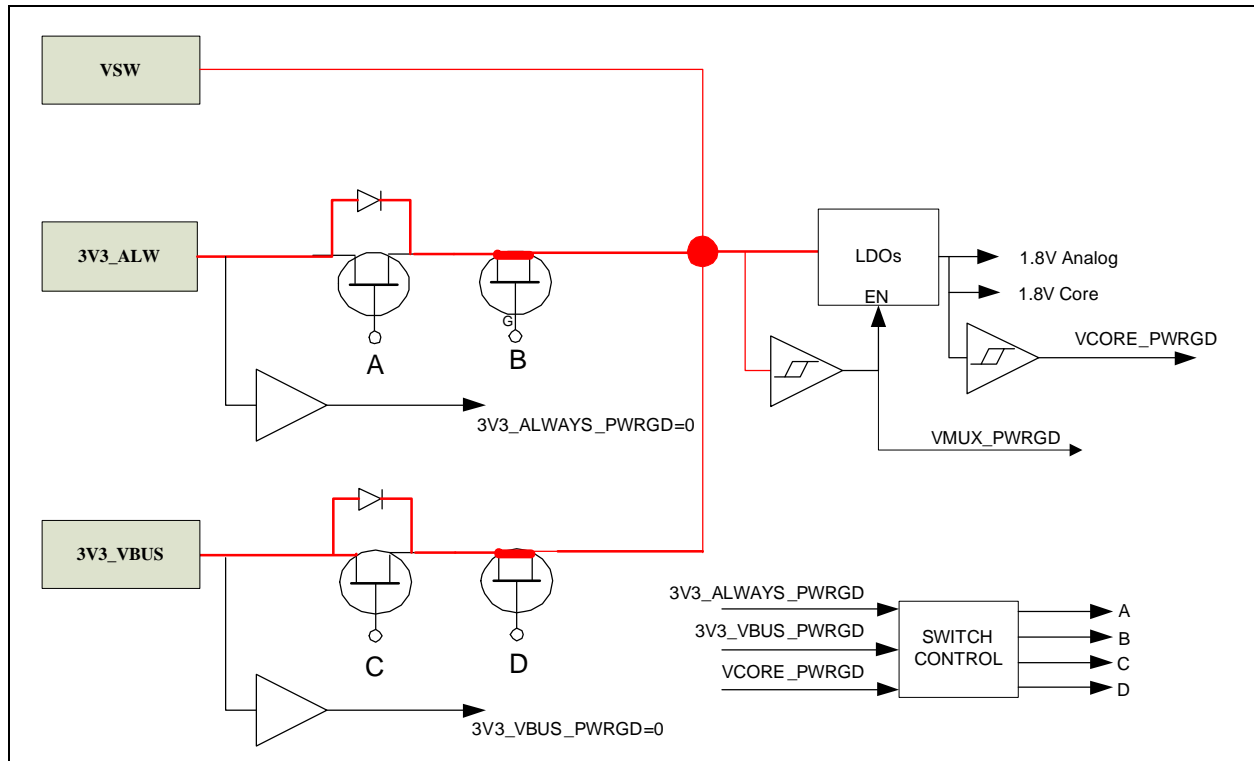 VSW
3V3_ALW
A
G
B
3V3_ALWAYS_PWRGD=0
LDOs
EN
1.8V Analog
1.8V Core
VCORE_PWRGD
VMUX_PWRGD
3V3_VBUS
C
D
3V3_VBUS_PWRGD=0
3V3_ALWAYS_PWRGD
3V3_VBUS_PWRGD
VCORE_PWRGD
SWITCH
CONTROL
A
B
C
D